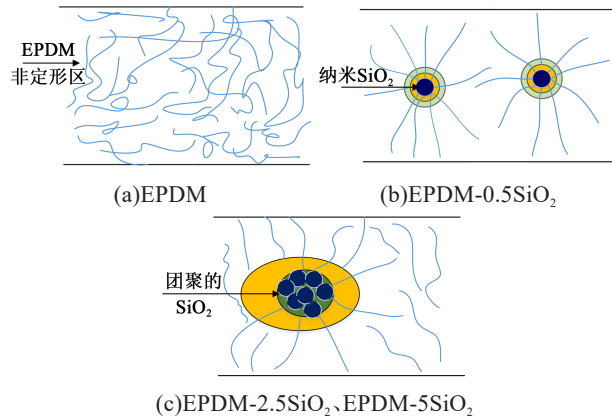 EPDM
非定形区
纳米SiO₂
(a)EPDM
(b)EPDM-0.5SiO₂
团聚的
SiO₂
(c)EPDM-2.5SiO₂、EPDM-5SiO₂